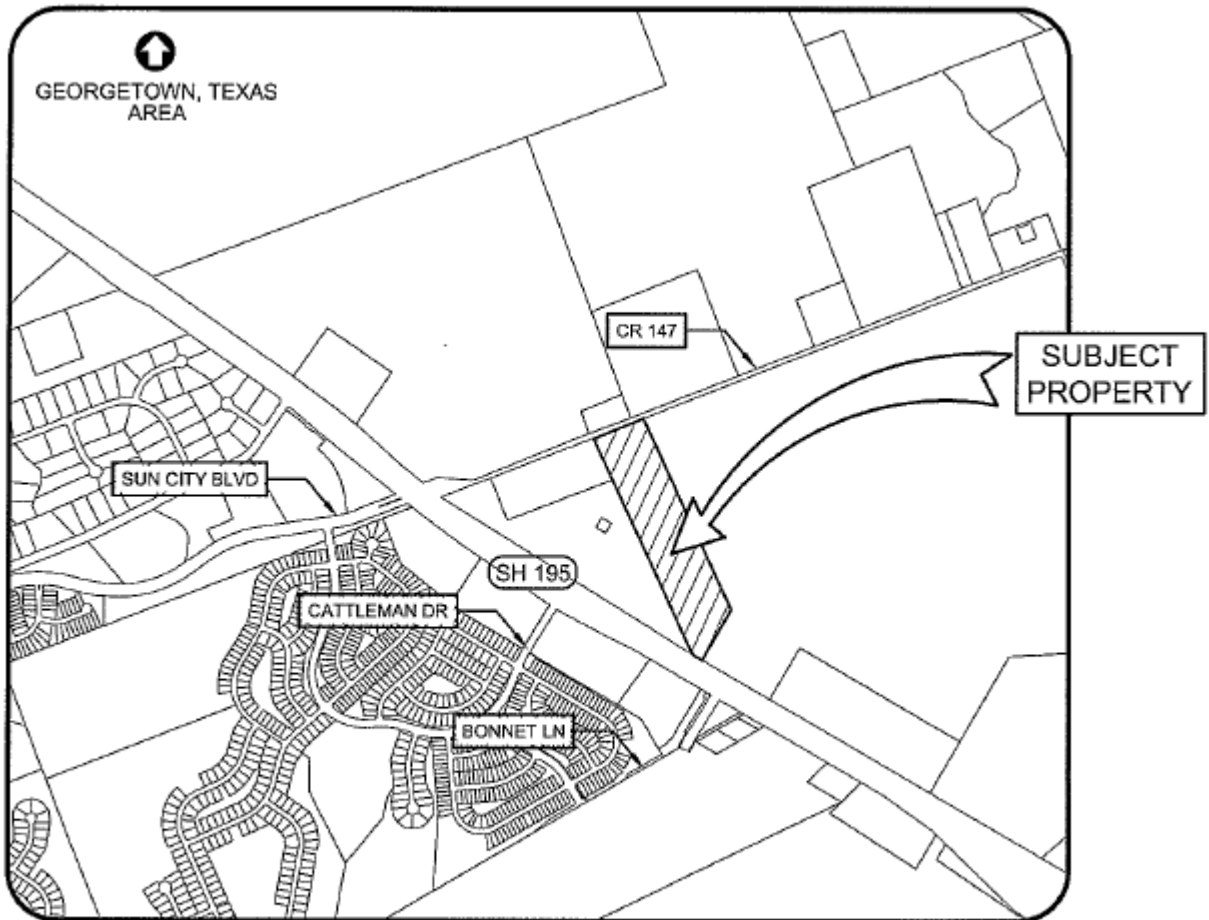 GEORGETOWN, TEXAS
AREA
CR 147
SUBJECT
PROPERTY
SUN CITY BLVD
SH 195
CATTLEMAN DR
BONNET LN